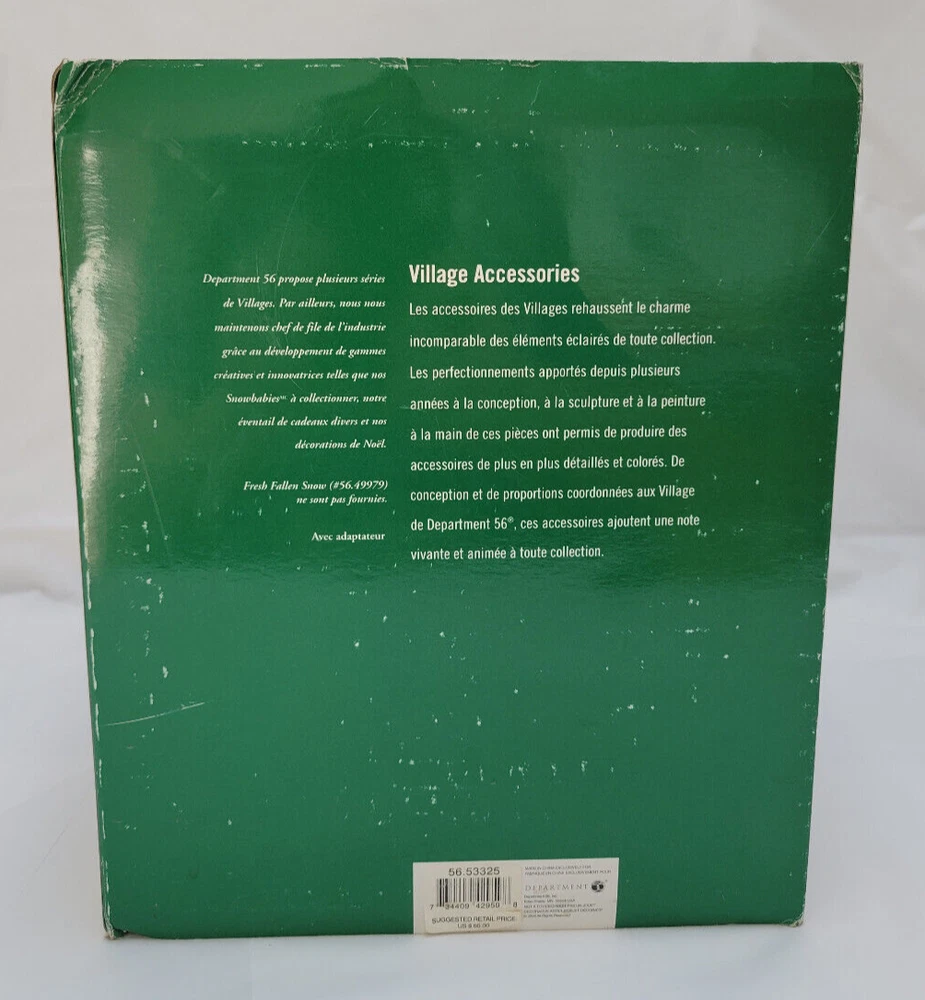 Department 56 propose plusieurs séries
de Villages. Par ailleurs, nous nous
maintenons chef de file de l'industrie
grâce au développement de gammes
créatives et innovatrices telles que nos
Snowbabies™ à collectionner, notre
éventail de cadeaux divers et nos
décorations de Noël.
Fresh Fallen Snow (#56.49979)
ne sont pas fournies.
Avec adaptateur
Village Accessories
Les accessoires des Villages rehaussent le charme
incomparable des éléments éclairés de toute collection.
Les perfectionnements apportés depuis plusieurs
années à la conception, à la sculpture et à la peinture
à la main de ces pièces ont permis de produire des
accessoires de plus en plus détaillés et colorés. De
conception et de proportions coordonnées aux Village
de Department 56®, ces accessoires ajoutent une note
vivante et animée à toute collection.
56.53325
42950 8
SUGGESTED RETAIL PRICE
US $
DEPARTMENT 56